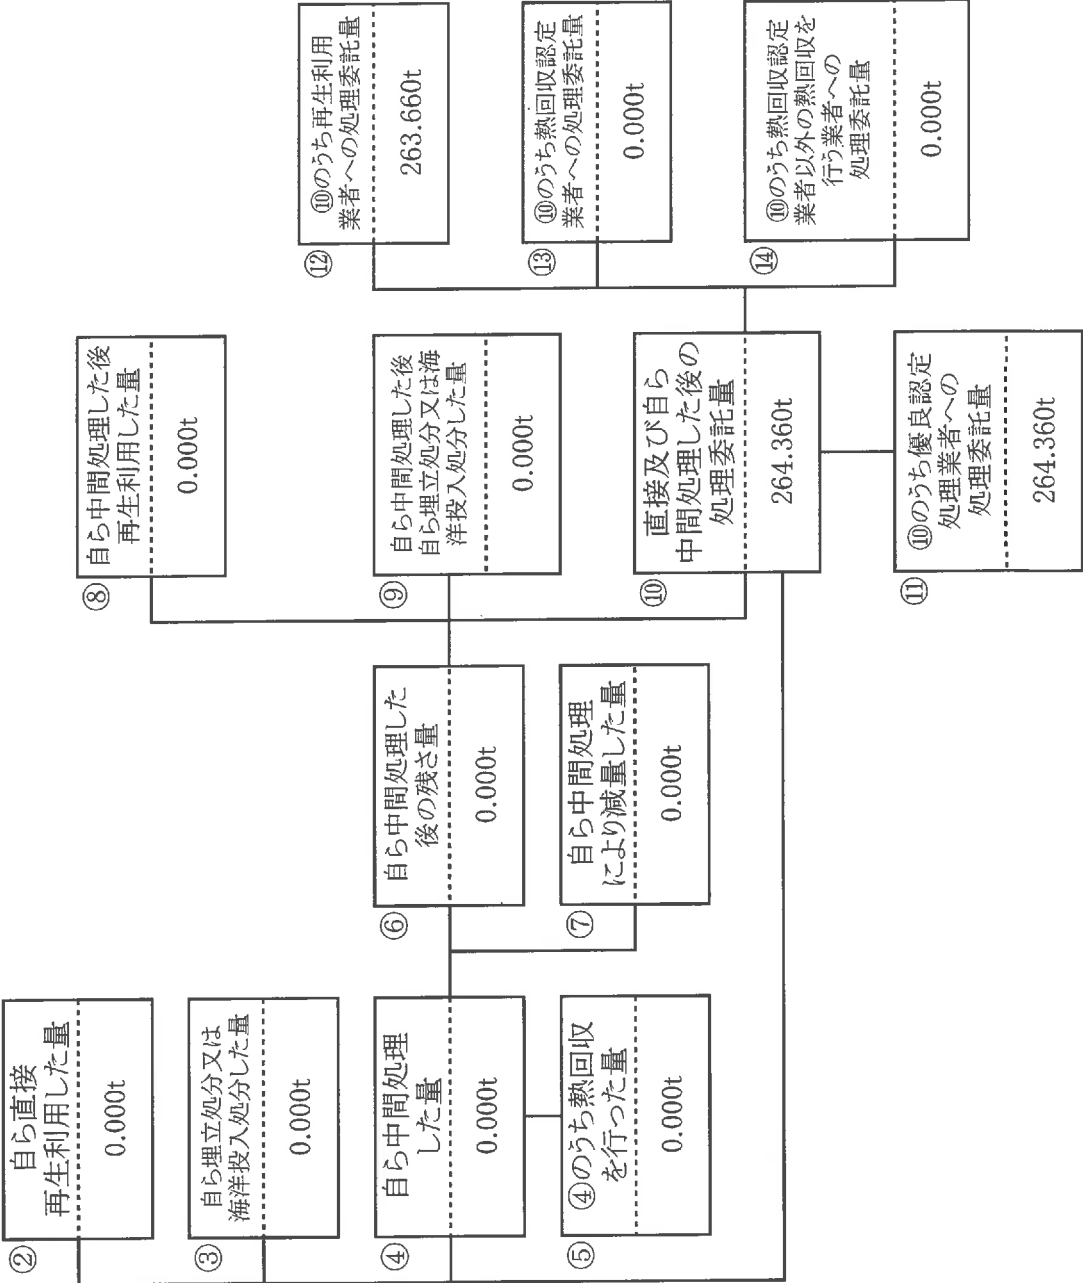 ②
自ら直接
再生利用した量
0.000t
③
自ら埋立処分又は
海洋投入処分した量
0.000t
④
自ら中間処理
した量
0.000t
⑤
④のうち熱回収
を行った量
0.000t
⑥
自ら中間処理した
後の残さ量
0.000t
⑦
自ら中間処理
により減量した量
0.000t
⑧
自ら中間処理した後
再生利用した量
0.000t
⑨
自ら中間処理した後
自ら埋立処分又は海
洋投入処分した量
0.000t
⑩
直接及び自ら
中間処理した後の
処理委託量
264.360t
⑪
⑩のうち優良認定
処理業者への
処理委託量
264.360t
⑫
⑩のうち再生利用
業者への処理委託量
263.660t
⑬
⑩のうち熱回収認定
業者への処理委託量
0.000t
⑭
⑩のうち熱回収認定
業者以外の熱回収を
行う業者への
処理委託量
0.000t